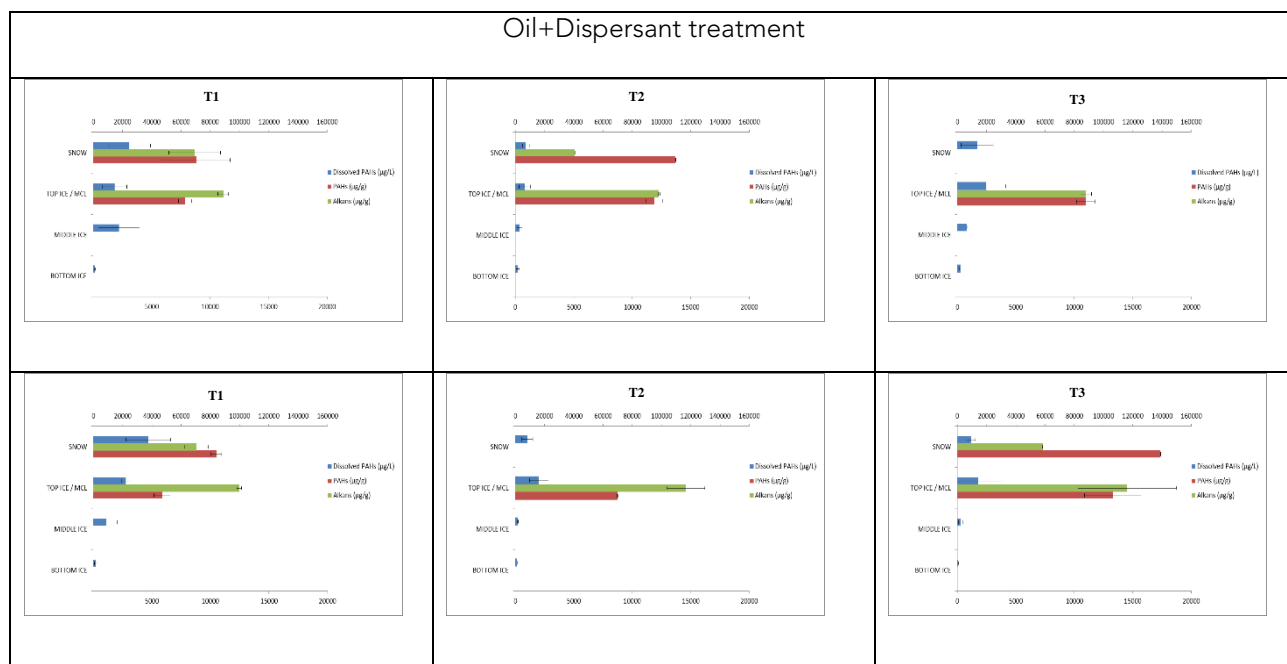 Oil+Dispersant treatment
T1
0 20000 40000 60000 80000 100000 120000 140000 160000
SNOW
TOP ICE / MCL
MIDDLE ICE
BOTTOM ICE
Dissolved PAHs (µg/L)
PAHs (µg/g)
Alkans (µg/g)
5000 10000 15000 20000
T2
0 20000 40000 60000 80000 100000 120000 140000 160000
SNOW
TOP ICE / MCL
MIDDLE ICE
BOTTOM ICE
Dissolved PAHs (µg/L)
PAHs (µg/g)
Alkans (µg/g)
0 5000 10000 15000 20000
T3
0 20000 40000 60000 80000 100000 120000 140000 160000
SNOW
TOP ICE / MCL
MIDDLE ICE
BOTTOM ICE
Dissolved PAHs (µg/L)
PAHs (µg/g)
Alkans (µg/g)
0 5000 10000 15000 20000
T1
0 20000 40000 60000 80000 100000 120000 140000 160000
SNOW
TOP ICE / MCL
MIDDLE ICE
BOTTOM ICE
Dissolved PAHs (µg/L)
PAHs (µg/g)
Alkans (µg/g)
5000 10000 15000 20000
T2
0 20000 40000 60000 80000 100000 120000 140000 160000
SNOW
TOP ICE / MCL
MIDDLE ICE
BOTTOM ICE
Dissolved PAHs (µg/L)
PAHs (µg/g)
Alkans (µg/g)
0 5000 10000 15000 20000
T3
0 20000 40000 60000 80000 100000 120000 140000 160000
SNOW
TOP ICE / MCL
MIDDLE ICE
BOTTOM ICE
Dissolved PAHs (µg/L)
PAHs (µg/g)
Alkans (µg/g)
0 5000 10000 15000 20000